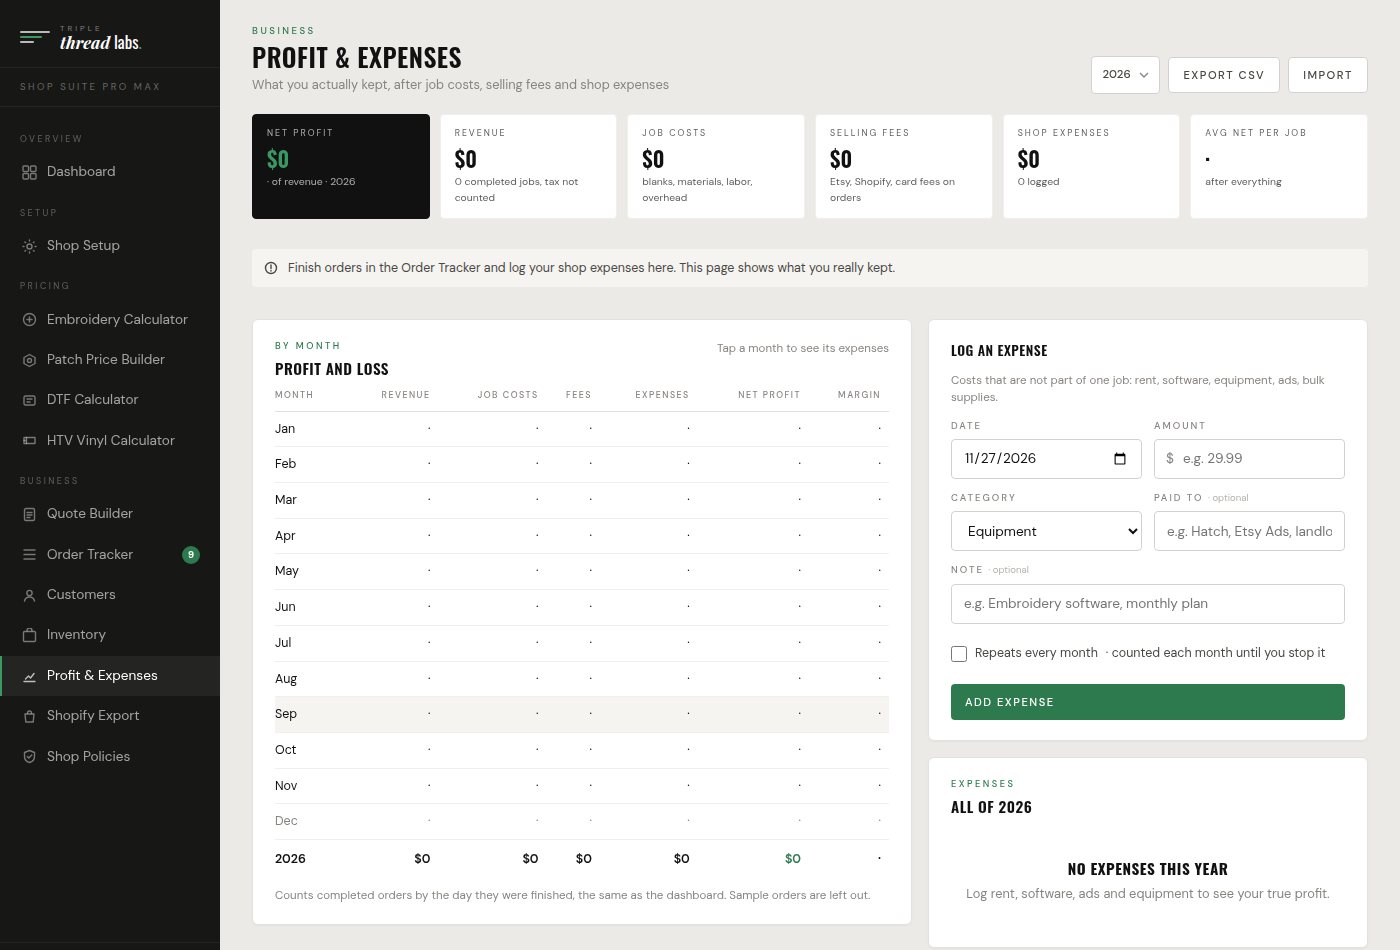 TRIPLE
thread labs.
SHOP SUITE PRO MAX
OVERVIEW
Dashboard
SETUP
Shop Setup
PRICING
Embroidery Calculator
Patch Price Builder
DTF Calculator
HTV Vinyl Calculator
BUSINESS
Quote Builder
Order Tracker 9
Customers
Inventory
Profit & Expenses
Shopify Export
Shop Policies
BUSINESS
PROFIT & EXPENSES
What you actually kept, after job costs, selling fees and shop expenses
2026
EXPORT CSV
IMPORT
NET PROFIT
$0
· of revenue · 2026
REVENUE
$0
0 completed jobs, tax not
counted
JOB COSTS
$0
blanks, materials, labor,
overhead
SELLING FEES
$0
Etsy, Shopify, card fees on
orders
SHOP EXPENSES
$0
0 logged
AVG NET PER JOB
·
after everything
Finish orders in the Order Tracker and log your shop expenses here. This page shows what you really kept.
BY MONTH
PROFIT AND LOSS
Tap a month to see its expenses
MONTH REVENUE JOB COSTS FEES EXPENSES NET PROFIT MARGIN
Jan · · · · · ·
Feb · · · · · ·
Mar · · · · · ·
Apr · · · · · ·
May · · · · · ·
Jun · · · · · ·
Jul · · · · · ·
Aug · · · · · ·
Sep · · · · · ·
Oct · · · · · ·
Nov · · · · · ·
Dec · · · · · ·
2026 $0 $0 $0 $0 $0 ·
Counts completed orders by the day they were finished, the same as the dashboard. Sample orders are left out.
LOG AN EXPENSE
Costs that are not part of one job: rent, software, equipment, ads, bulk
supplies.
DATE
11/27/2026
AMOUNT
$ e.g. 29.99
CATEGORY
Equipment
PAID TO · optional
e.g. Hatch, Etsy Ads, landlo
NOTE · optional
e.g. Embroidery software, monthly plan
Repeats every month · counted each month until you stop it
ADD EXPENSE
EXPENSES
ALL OF 2026
NO EXPENSES THIS YEAR
Log rent, software, ads and equipment to see your true profit.